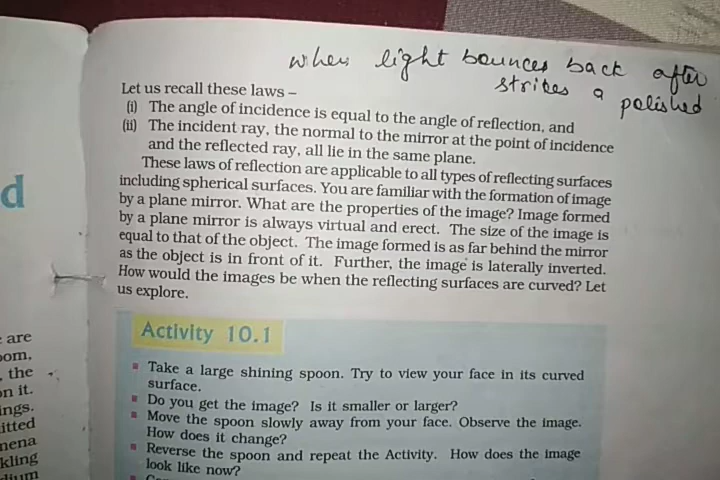 when light bounces back after
strikes a polished
Let us recall these laws –
(i) The angle of incidence is equal to the angle of reflection, and
(ii) The incident ray, the normal to the mirror at the point of incidence
and the reflected ray, all lie in the same plane.
These laws of reflection are applicable to all types of reflecting surfaces
including spherical surfaces. You are familiar with the formation of image
by a plane mirror. What are the properties of the image? Image formed
by a plane mirror is always virtual and erect. The size of the image is
equal to that of the object. The image formed is as far behind the mirror
as the object is in front of it. Further, the image is laterally inverted.
How would the images be when the reflecting surfaces are curved? Let
us explore.
Activity 10.1
Take a large shining spoon. Try to view your face in its curved
surface.
Do you get the image? Is it smaller or larger?
Move the spoon slowly away from your face. Observe the image.
How does it change?
Reverse the spoon and repeat the Activity. How does the image
look like now?
d
are
, the
on it.